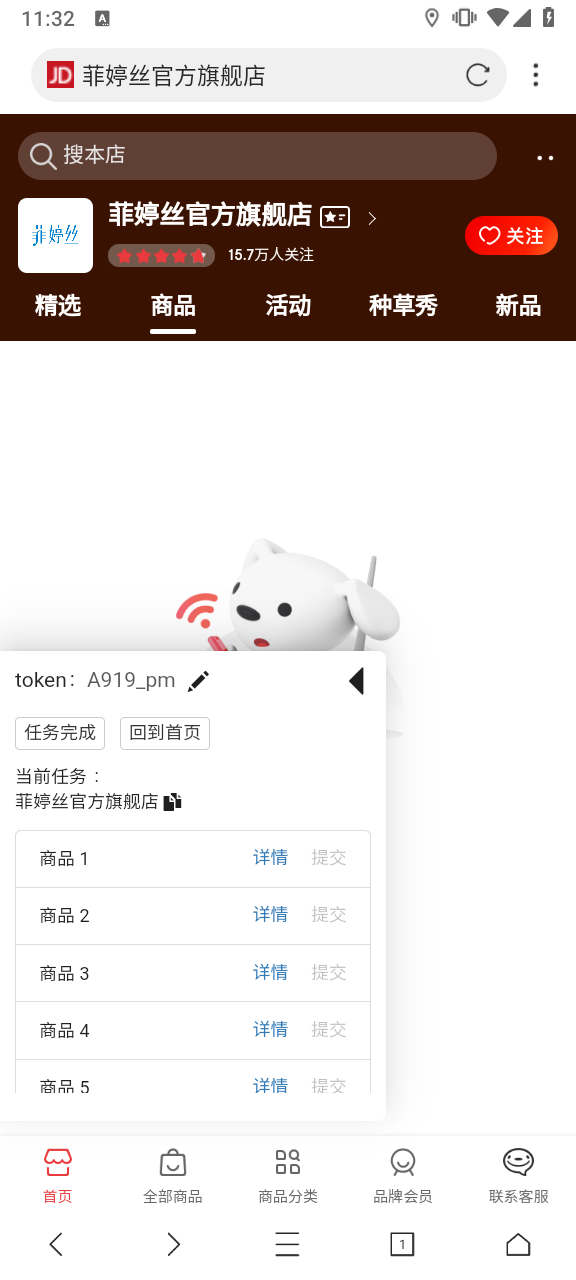 11:32
A
JD 菲婷丝官方旗舰店
搜本店
菲婷丝
菲婷丝官方旗舰店
15.7万人关注
关注
精选 商品 活动 种草秀 新品
token: A919_pm
任务完成 回到首页
当前任务：
菲婷丝官方旗舰店
商品 1 详情 提交
商品 2 详情 提交
商品 3 详情 提交
商品 4 详情 提交
商品 5 详情 提交
首页 全部商品 商品分类 品牌会员 联系客服
1